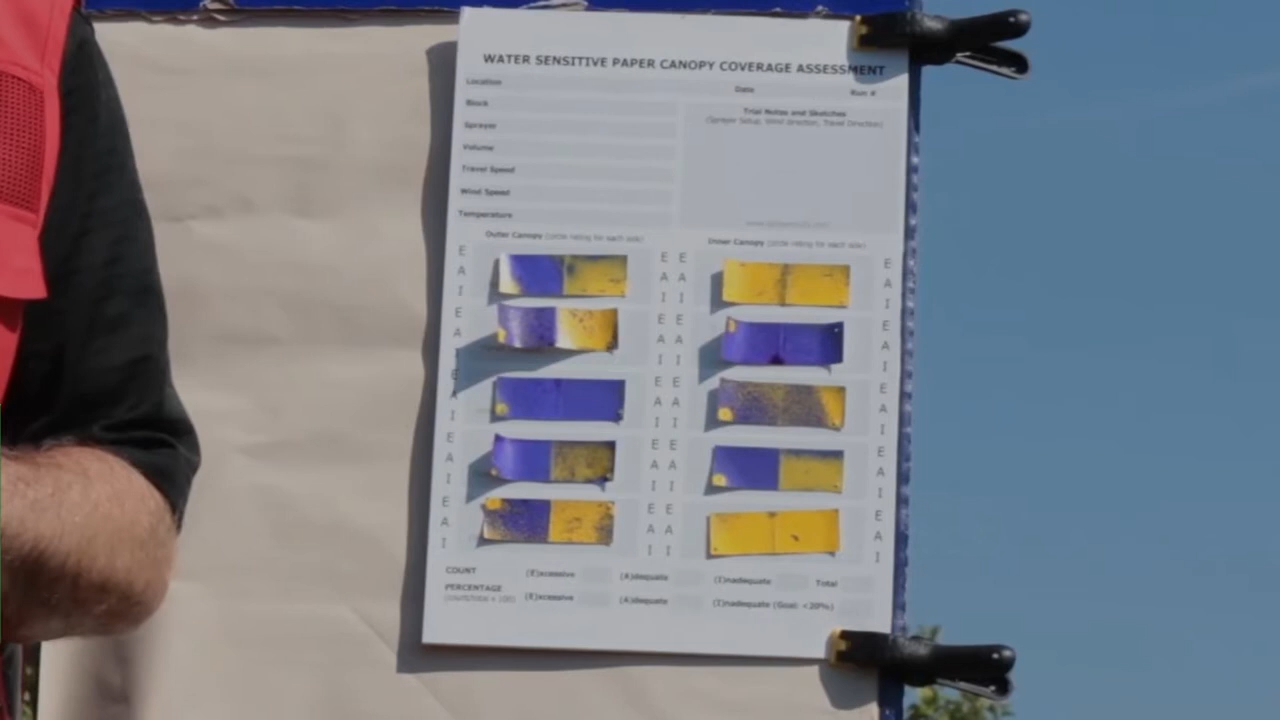 WATER SENSITIVE PAPER CANOPY COVERAGE ASSESSMENT
Location
Date
Run #
Block
Sprayer
Volume
Travel Speed
Wind Speed
Temperature
Trial Notes and Sketches
(Sprayer Setup, Wind Direction, Travel Direction)
Outer Canopy (circle rating for each side)
Inner Canopy (circle rating for each side)
E E E E
A A A A
I I I I
E E E E
A A A A
I I I
E E E E
A A A A
I I I I
E E E E
A A A A
I I I I
E E E E
A A A A
I I I I
COUNT (E)xcessive (A)dequate (I)nadequate Total
PERCENTAGE (E)xcessive (A)dequate (I)nadequate (Goal: <20%)